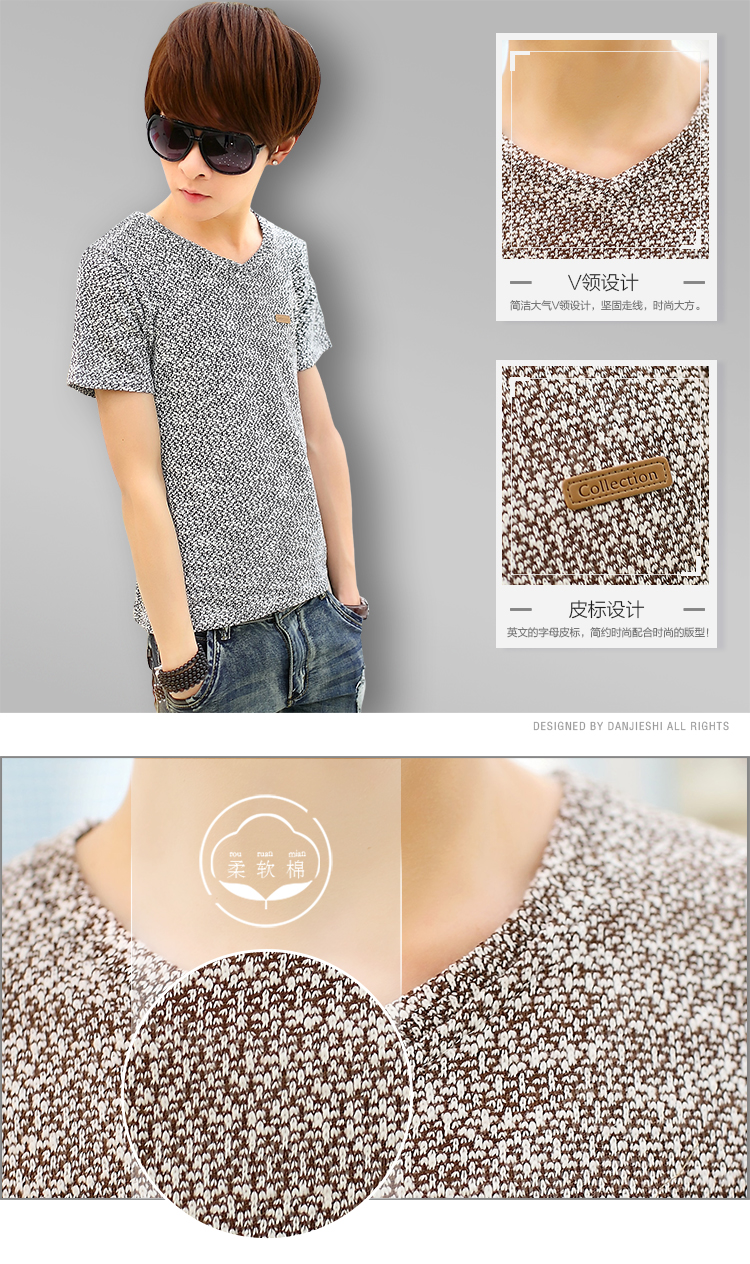 V领设计
简洁大气V领设计，坚固走线，时尚大方。
Collection
皮标设计
英文的字母皮标，简约时尚配合时尚的版型！
DESIGNED BY DANJIESHI ALL RIGHTS
rou ruan mian
柔软棉